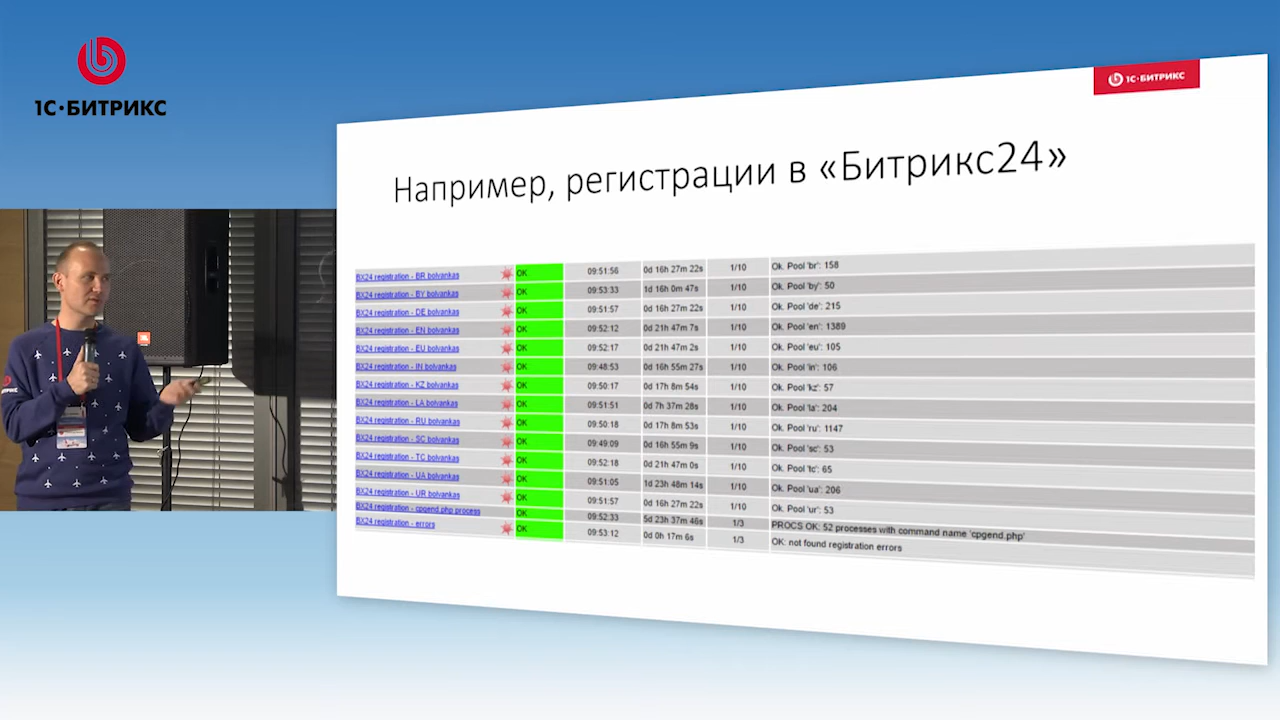 1С·БИТРИКС
1С·БИТРИКС
Например, регистрации в «Битрикс24»
BX24 registration - BR bolvankas OK 09:51:56 0d 16h 27m 22s 1/10 Ok. Pool 'br': 158
BX24 registration - BY bolvankas OK 09:53:33 1d 16h 0m 47s 1/10 Ok. Pool 'by': 50
BX24 registration - DE bolvankas OK 09:51:57 0d 16h 27m 22s 1/10 Ok. Pool 'de': 215
BX24 registration - EN bolvankas OK 09:52:12 0d 21h 47m 7s 1/10 Ok. Pool 'en': 1389
BX24 registration - EU bolvankas OK 09:52:17 0d 21h 47m 2s 1/10 Ok. Pool 'eu': 105
BX24 registration - IN bolvankas OK 09:48:53 0d 16h 55m 27s 1/10 Ok. Pool 'in': 106
BX24 registration - KZ bolvankas OK 09:50:17 0d 17h 8m 54s 1/10 Ok. Pool 'kz': 57
BX24 registration - LA bolvankas OK 09:51:51 0d 7h 37m 28s 1/10 Ok. Pool 'la': 204
BX24 registration - RU bolvankas OK 09:50:18 0d 17h 8m 53s 1/10 Ok. Pool 'ru': 1147
BX24 registration - SC bolvankas OK 09:49:09 0d 16h 55m 9s 1/10 Ok. Pool 'sc': 53
BX24 registration - TC bolvankas OK 09:52:18 0d 21h 47m 0s 1/10 Ok. Pool 'tc': 65
BX24 registration - UA bolvankas OK 09:51:05 1d 23h 48m 14s 1/10 Ok. Pool 'ua': 206
BX24 registration - UR bolvankas OK 09:51:57 0d 16h 27m 22s 1/10 Ok. Pool 'ur': 53
BX24 registration - cpgend.php process OK 09:52:33 5d 23h 37m 46s 1/3 PROCS OK: 52 processes with command name 'cpgend.php'
BX24 registration - errors OK 09:53:12 0d 0h 17m 6s 1/3 OK: not found registration errors